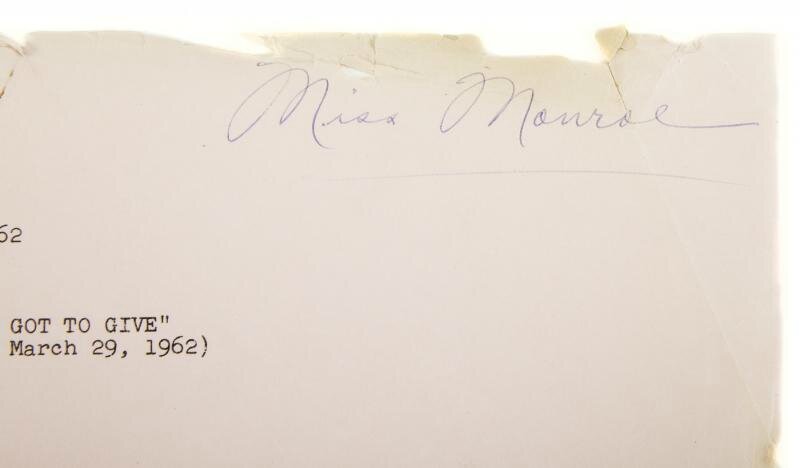 Miss Monroe
62
GOT TO GIVE"
March 29, 1962)